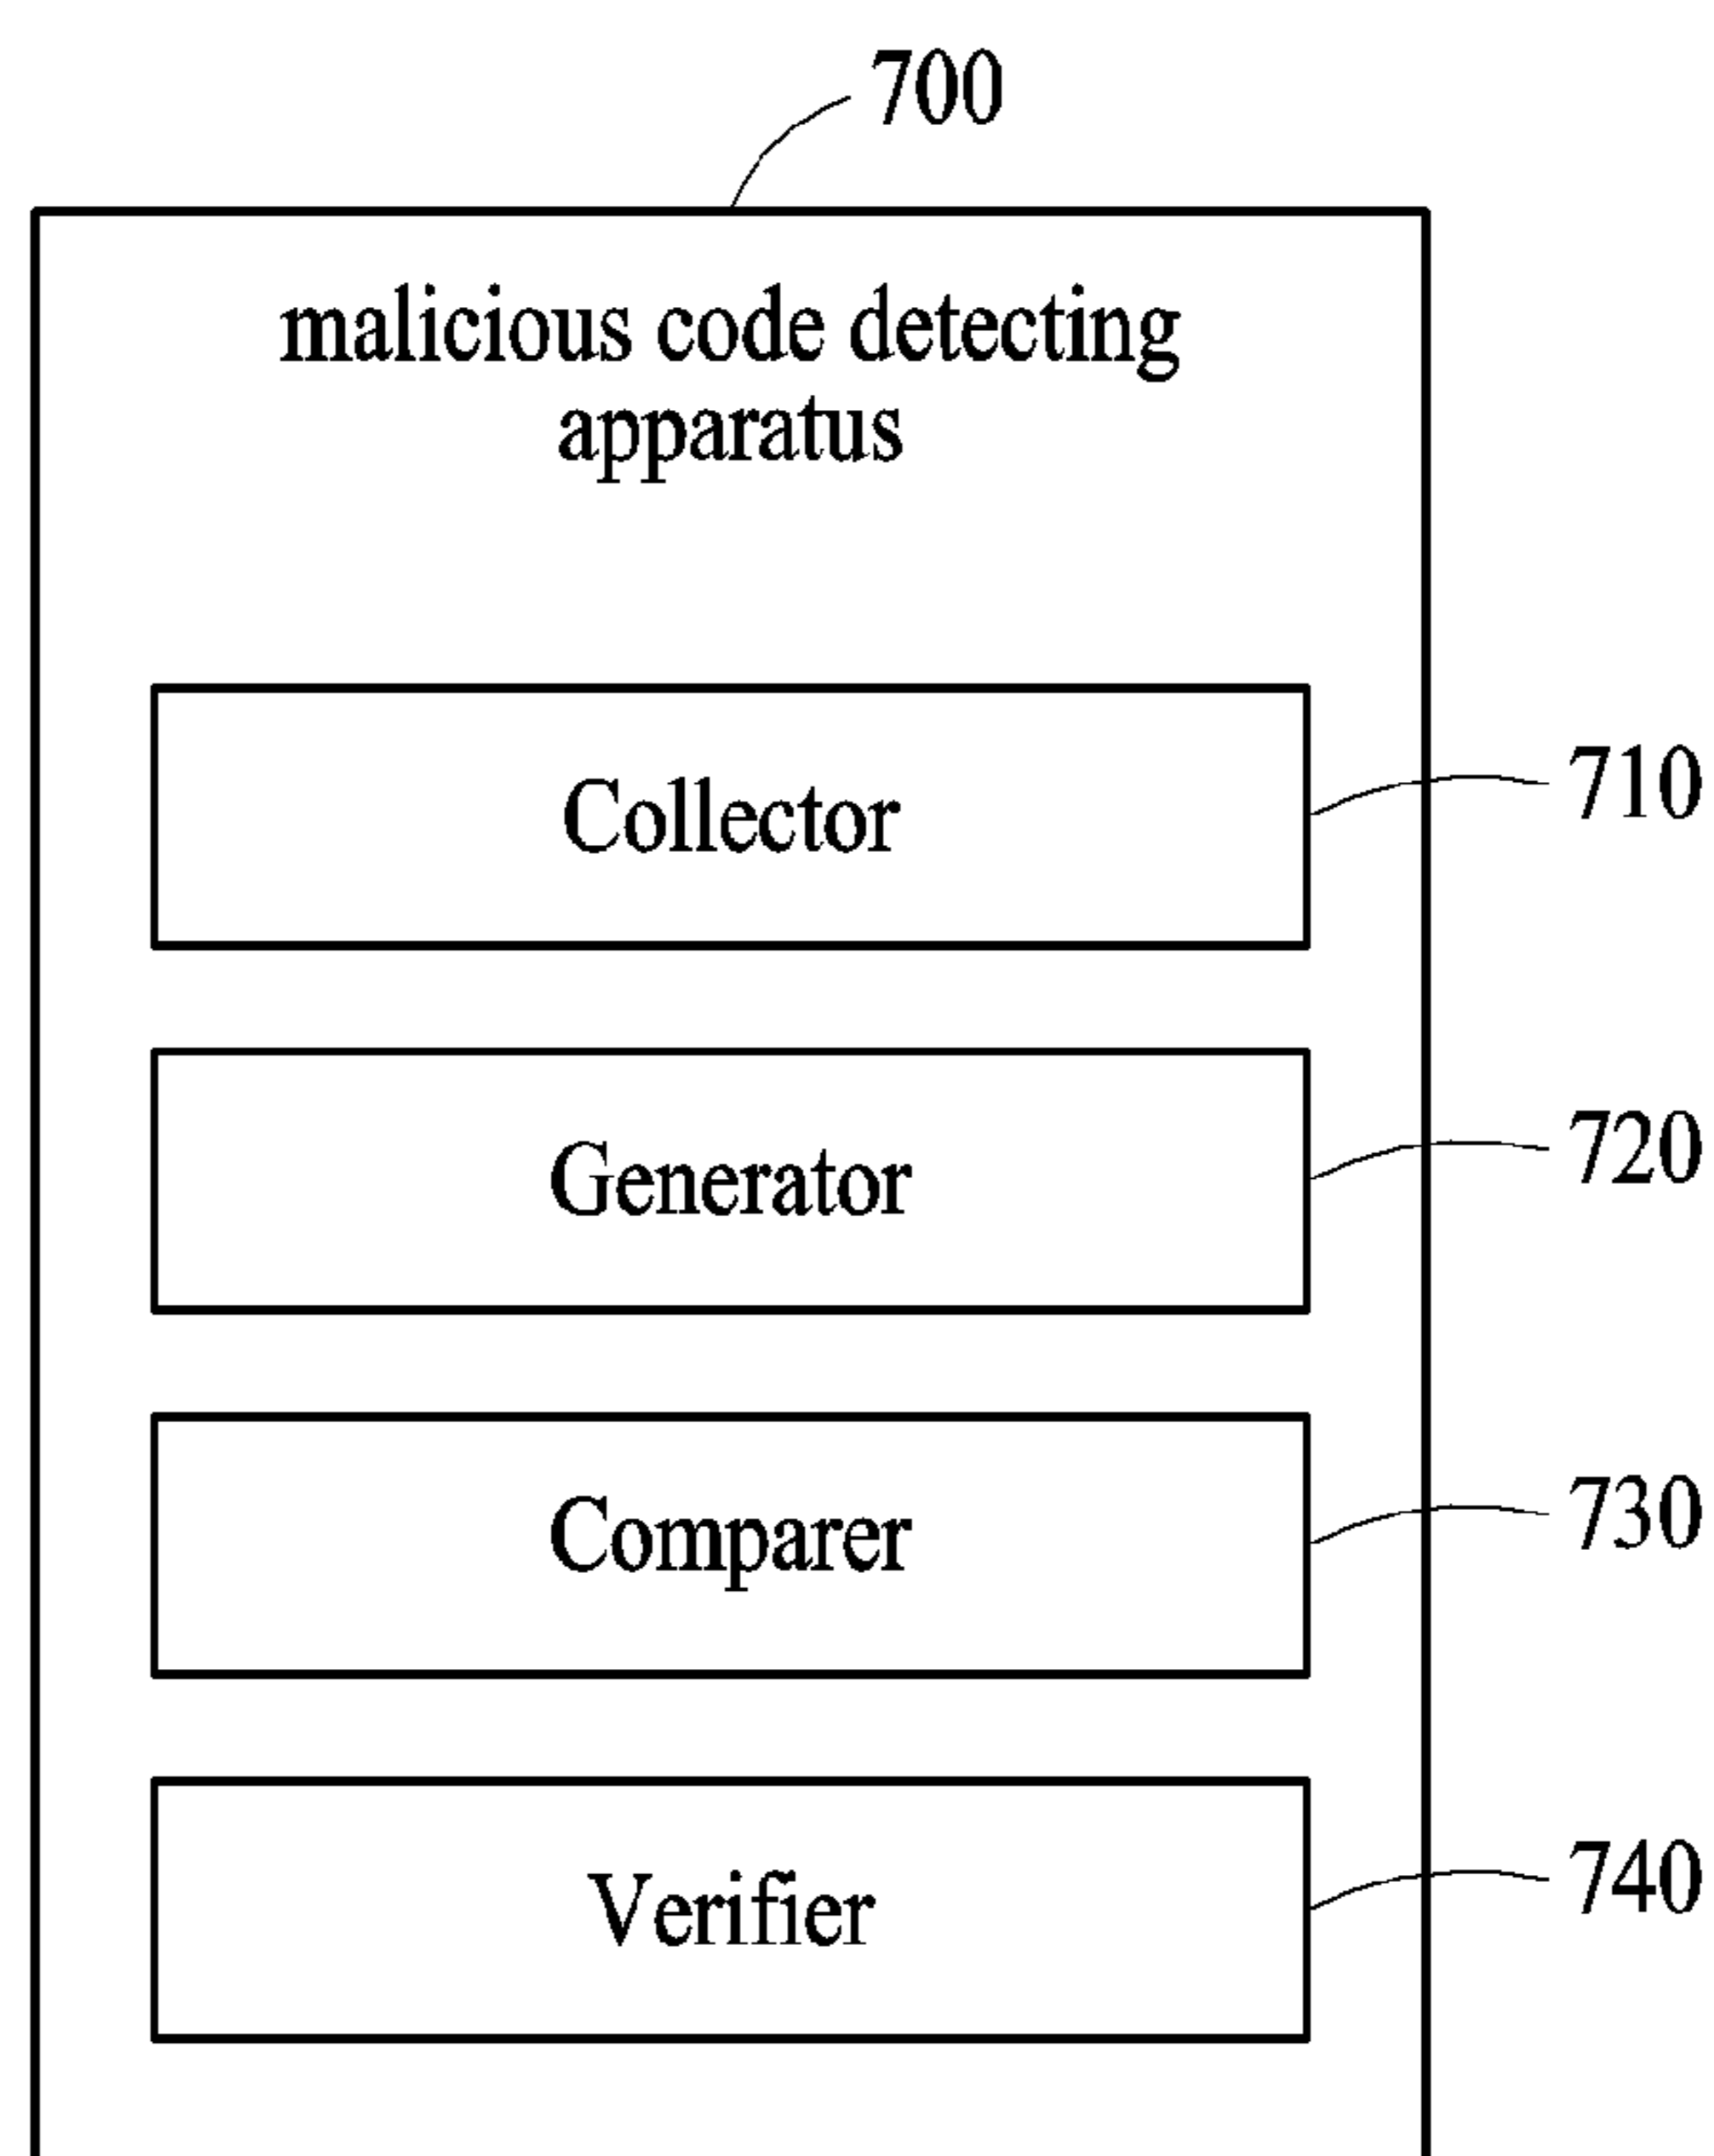 700
malicious code detecting
apparatus
Collector
710
Generator
720
Comparer
730
Verifier
740